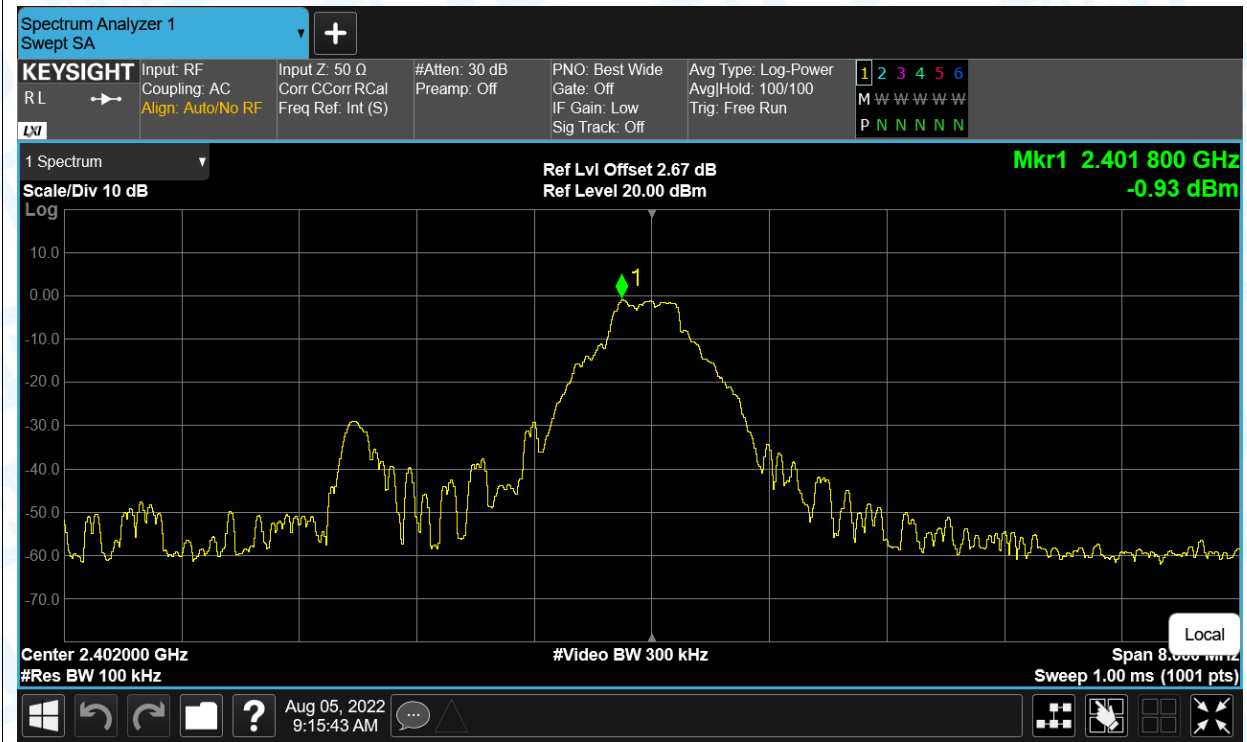 Spectrum Analyzer 1
Swept SA
KEYSIGHT
R L
LXI
Input: RF
Coupling: AC
Align: Auto/No RF
Input Z: 50 Ω
Corr CCorr RCal
Freq Ref: Int (S)
#Atten: 30 dB
Preamp: Off
PNO: Best Wide
Gate: Off
IF Gain: Low
Sig Track: Off
Avg Type: Log-Power
Avg|Hold: 100/100
Trig: Free Run
1 2 3 4 5 6
M W W W W W
P N N N N N
1 Spectrum
Scale/Div 10 dB
Ref Lvl Offset 2.67 dB
Ref Level 20.00 dBm
Mkr1 2.401 800 GHz
-0.93 dBm
Log
10.0
0.00
-10.0
-20.0
-30.0
-40.0
-50.0
-60.0
-70.0
1
Local
Center 2.402000 GHz
#Video BW 300 kHz
Span
#Res BW 100 kHz
Sweep 1.00 ms (1001 pts)
?
Aug 05, 2022
9:15:43 AM